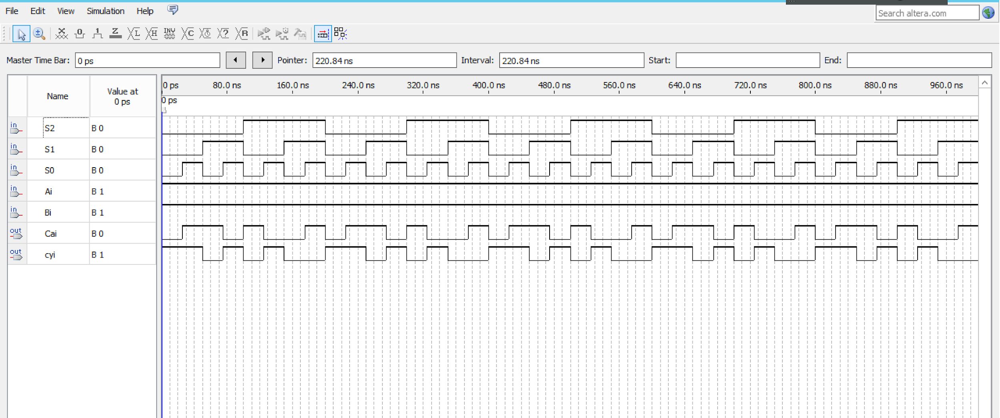 File Edit View Simulation Help
Search altera.com
X 0 1 Z L H INV C ? R
Master Time Bar: 0 ps Pointer: 220.84 ns Interval: 220.84 ns Start: End:
Name Value at 0 ps
0 ps 80.0 ns 160.0 ns 240.0 ns 320.0 ns 400.0 ns 480.0 ns 560.0 ns 640.0 ns 720.0 ns 800.0 ns 880.0 ns 960.0 ns
0 ps
in S2 B 0
in S1 B 0
in S0 B 0
in Ai B 1
in Bi B 1
out Cai B 0
out cyi B 1